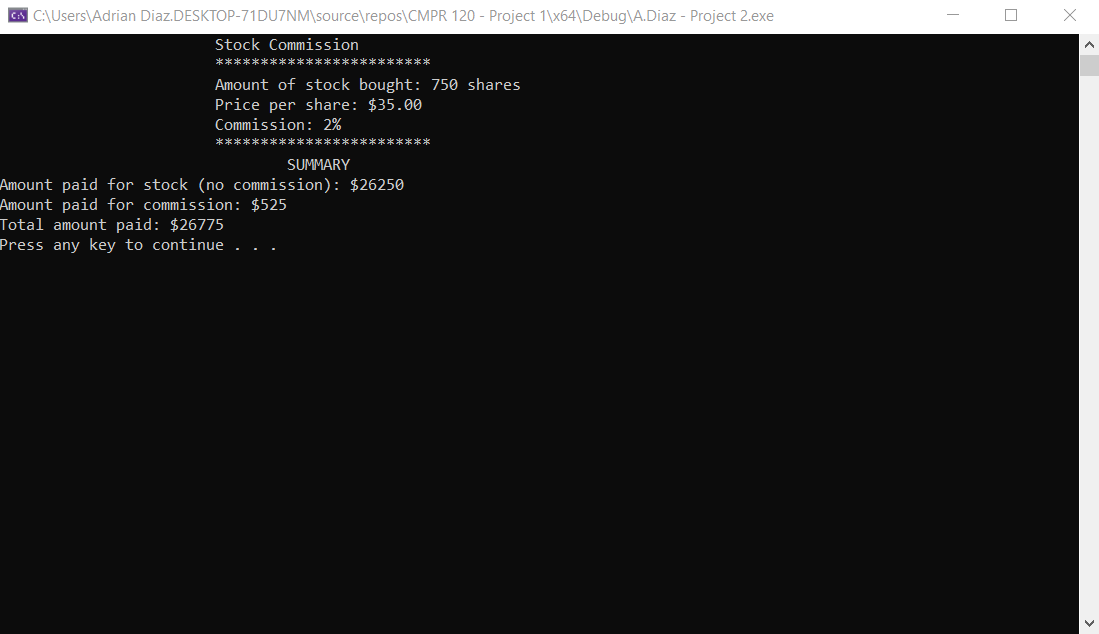 C:\Users\Adrian Diaz.DESKTOP-71DU7NM\source\repos\CMPR 120 - Project 1\x64\Debug\A.Diaz - Project 2.exe
Stock Commission
************************
Amount of stock bought: 750 shares
Price per share: $35.00
Commission: 2%
************************
SUMMARY
Amount paid for stock (no commission): $26250
Amount paid for commission: $525
Total amount paid: $26775
Press any key to continue . . .